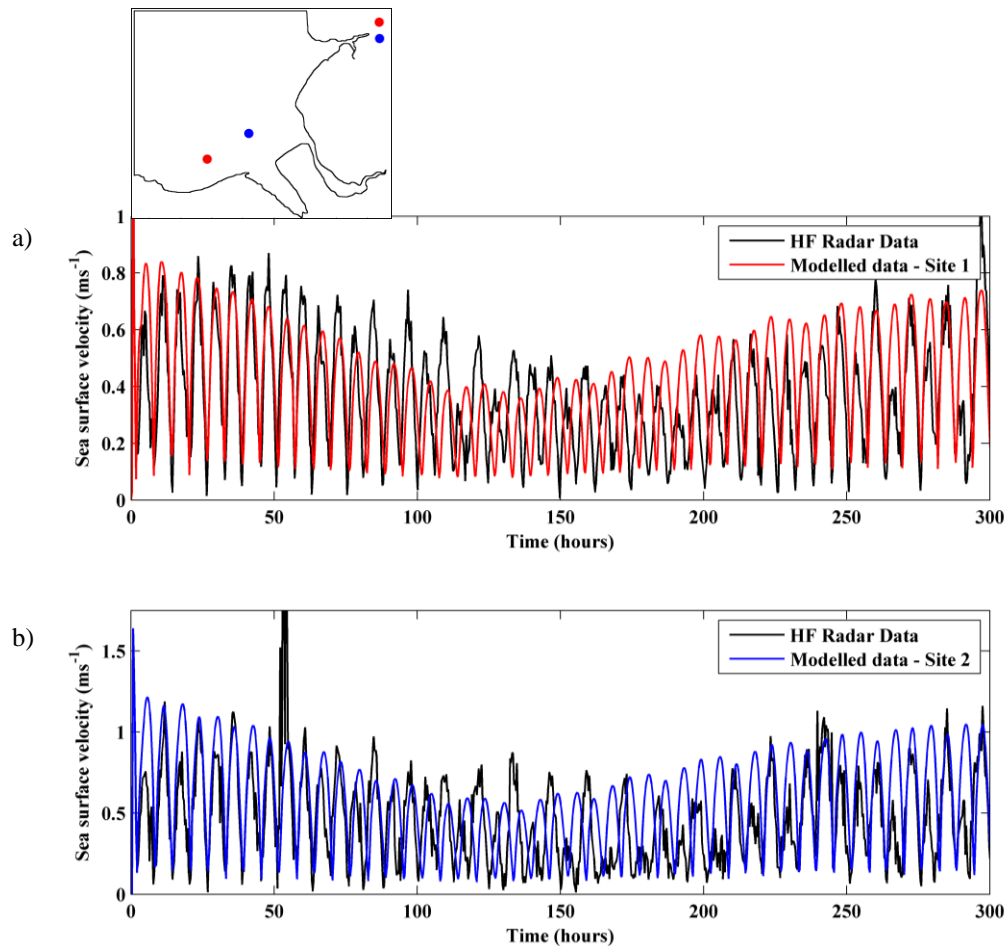 a)
Sea surface velocity (ms-1)
1
0.8
0.6
0.4
0.2
0
HF Radar Data
Modelled data - Site 1
0 50 100 150 200 250 300
Time (hours)
b)
Sea surface velocity (ms-1)
1.5
1
0.5
0
HF Radar Data
Modelled data - Site 2
0 50 100 150 200 250 300
Time (hours)